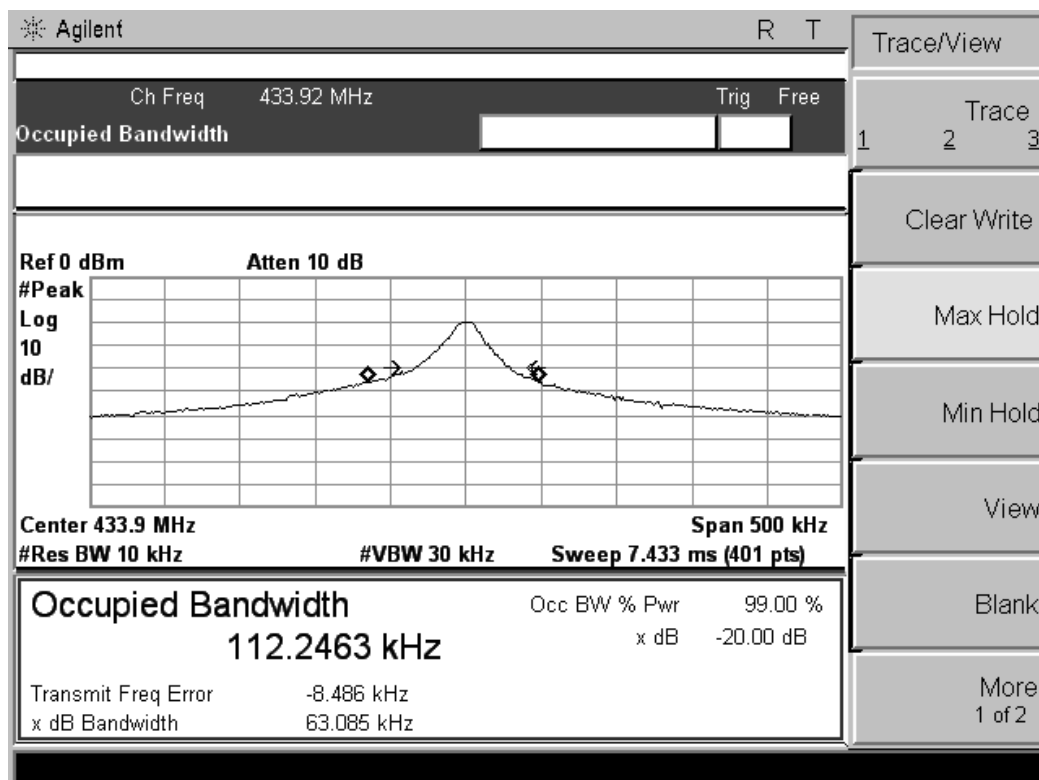 Agilent R T
Trace/View
Ch Freq 433.92 MHz Trig Free
Occupied Bandwidth
Trace
1 2 3
Clear Write
Ref 0 dBm Atten 10 dB
#Peak
Log
10
dB/
Max Hold
Min Hold
View
Center 433.9 MHz Span 500 kHz
#Res BW 10 kHz #VBW 30 kHz Sweep 7.433 ms (401 pts)
Occupied Bandwidth Occ BW % Pwr 99.00 %
112.2463 kHz x dB -20.00 dB
Transmit Freq Error -8.486 kHz
x dB Bandwidth 63.085 kHz
Blank
More
1 of 2